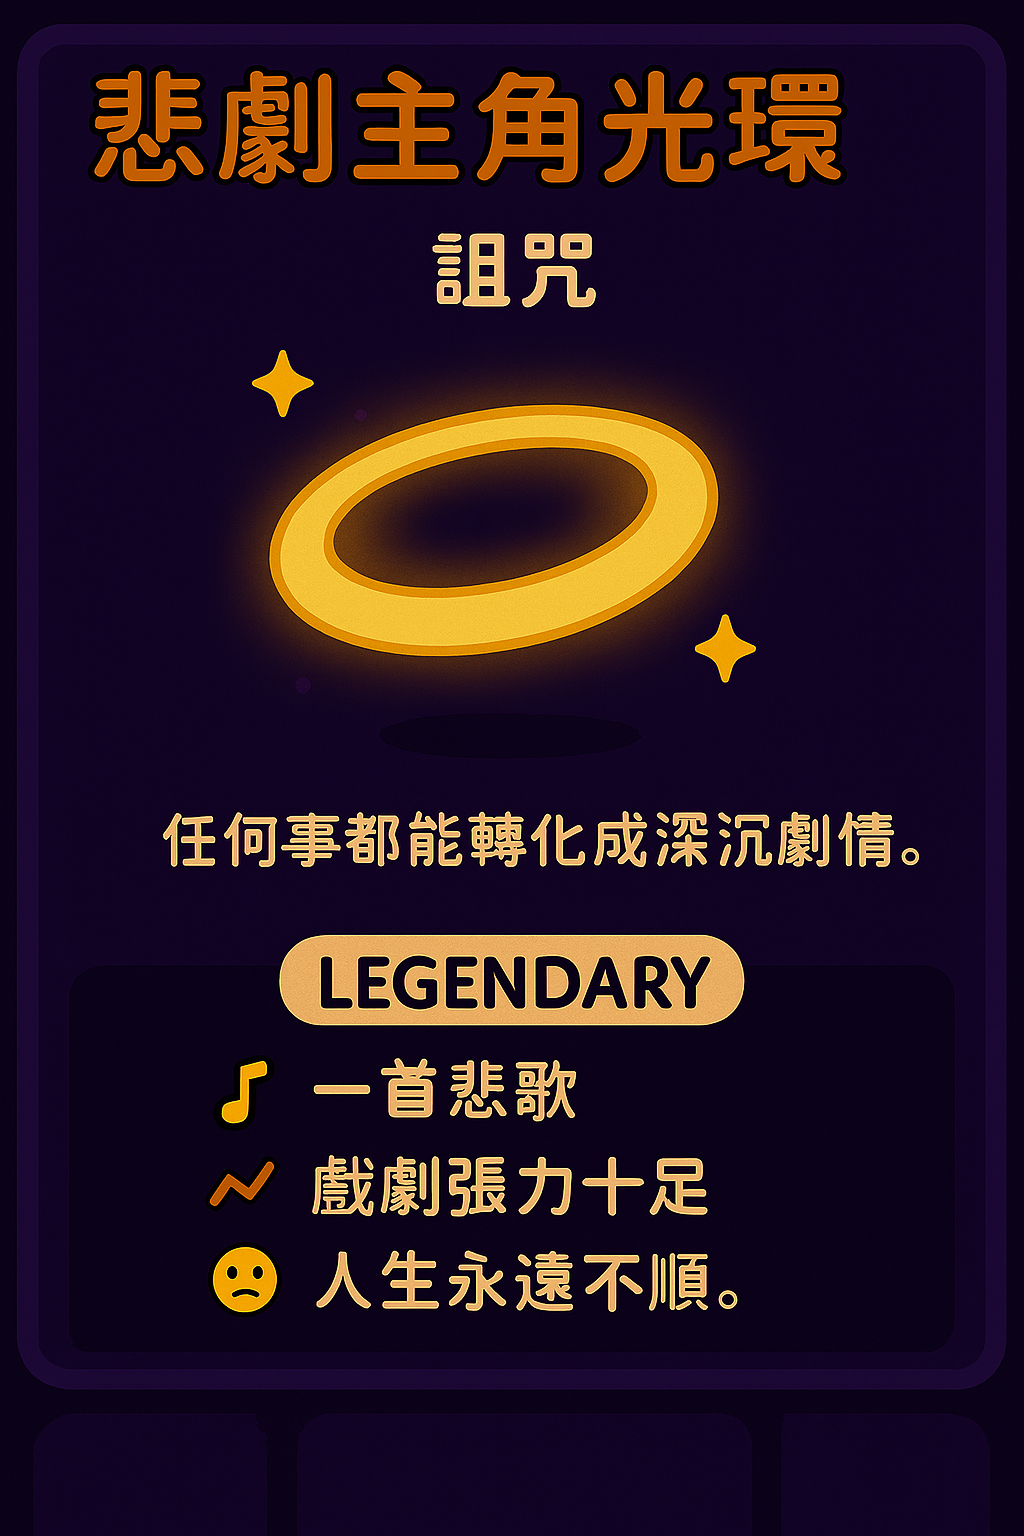 悲劇主角光環
詛咒
任何事都能轉化成深沉劇情。
LEGENDARY
一首悲歌
戲劇張力十足
人生永遠不順。